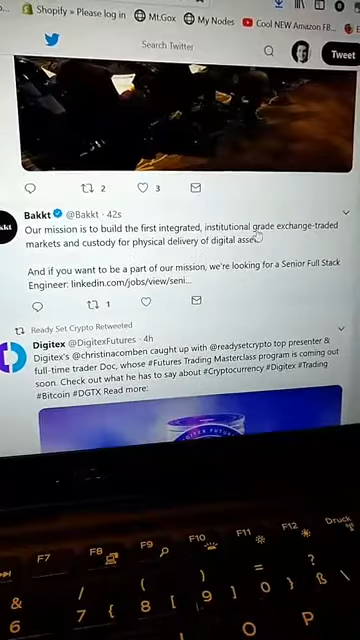 Shopify » Please log in
Mt.Gox
My Nodes
Cool NEW Amazon FB...
Search Twitter
Tweet
2
3
Bakkt @Bakkt · 42s
Our mission is to build the first integrated, institutional grade exchange-traded
markets and custody for physical delivery of digital assets
And if you want to be a part of our mission, we're looking for a Senior Full Stack
Engineer: linkedin.com/jobs/view/seni...
1
Ready Set Crypto Retweeted
Digitex @DigitexFutures · 4h
Digitex's @christinacomben caught up with @readysetcrypto top presenter &
full-time trader Doc, whose #Futures Trading Masterclass program is coming out
soon. Check out what he has to say about #Cryptocurrency #Digitex #Trading
#Bitcoin #DGTX Read more:
F7
F8
F9
F10
F11
F12
Druck
& / ( ) = ?
6 7 { 8 [ 9 ] 0 } ß \
O P